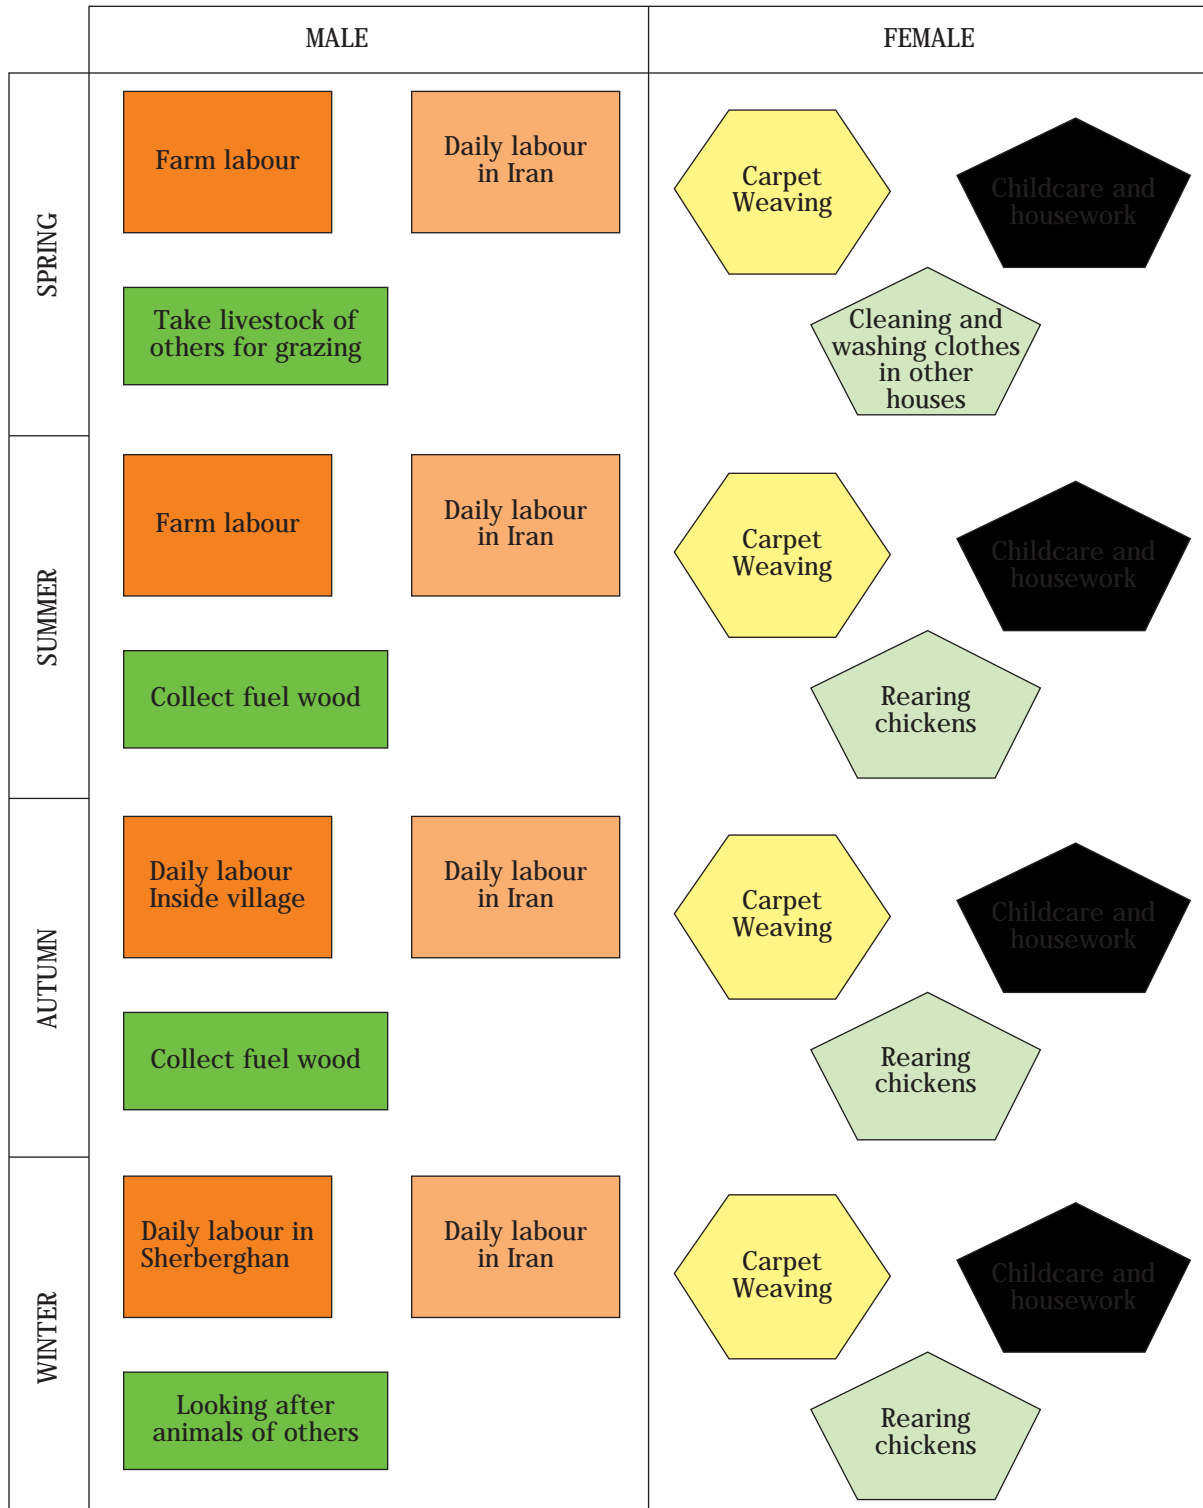 MALE
FEMALE
SPRING
Farm labour
Daily labour
in Iran
Take livestock of
others for grazing
Carpet
Weaving
Childcare and
housework
Cleaning and
washing clothes
in other
houses
SUMMER
Farm labour
Daily labour
in Iran
Collect fuel wood
Carpet
Weaving
Childcare and
housework
Rearing
chickens
AUTUMN
Daily labour
Inside village
Daily labour
in Iran
Collect fuel wood
Carpet
Weaving
Childcare and
housework
Rearing
chickens
WINTER
Daily labour in
Sherberghan
Daily labour
in Iran
Looking after
animals of others
Carpet
Weaving
Childcare and
housework
Rearing
chickens